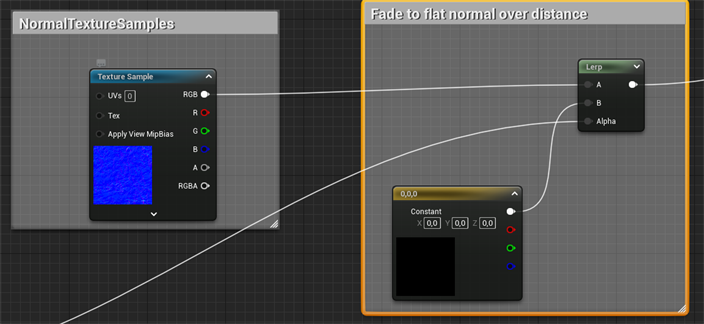 NormalTextureSamples
Fade to flat normal over distance
Texture Sample
UVs 0
RGB
Tex
R
Apply View MipBias
G
B
A
RGBA
Lerp
A
B
Alpha
0,0,0
Constant
X 0,0 Y 0,0 Z 0,0